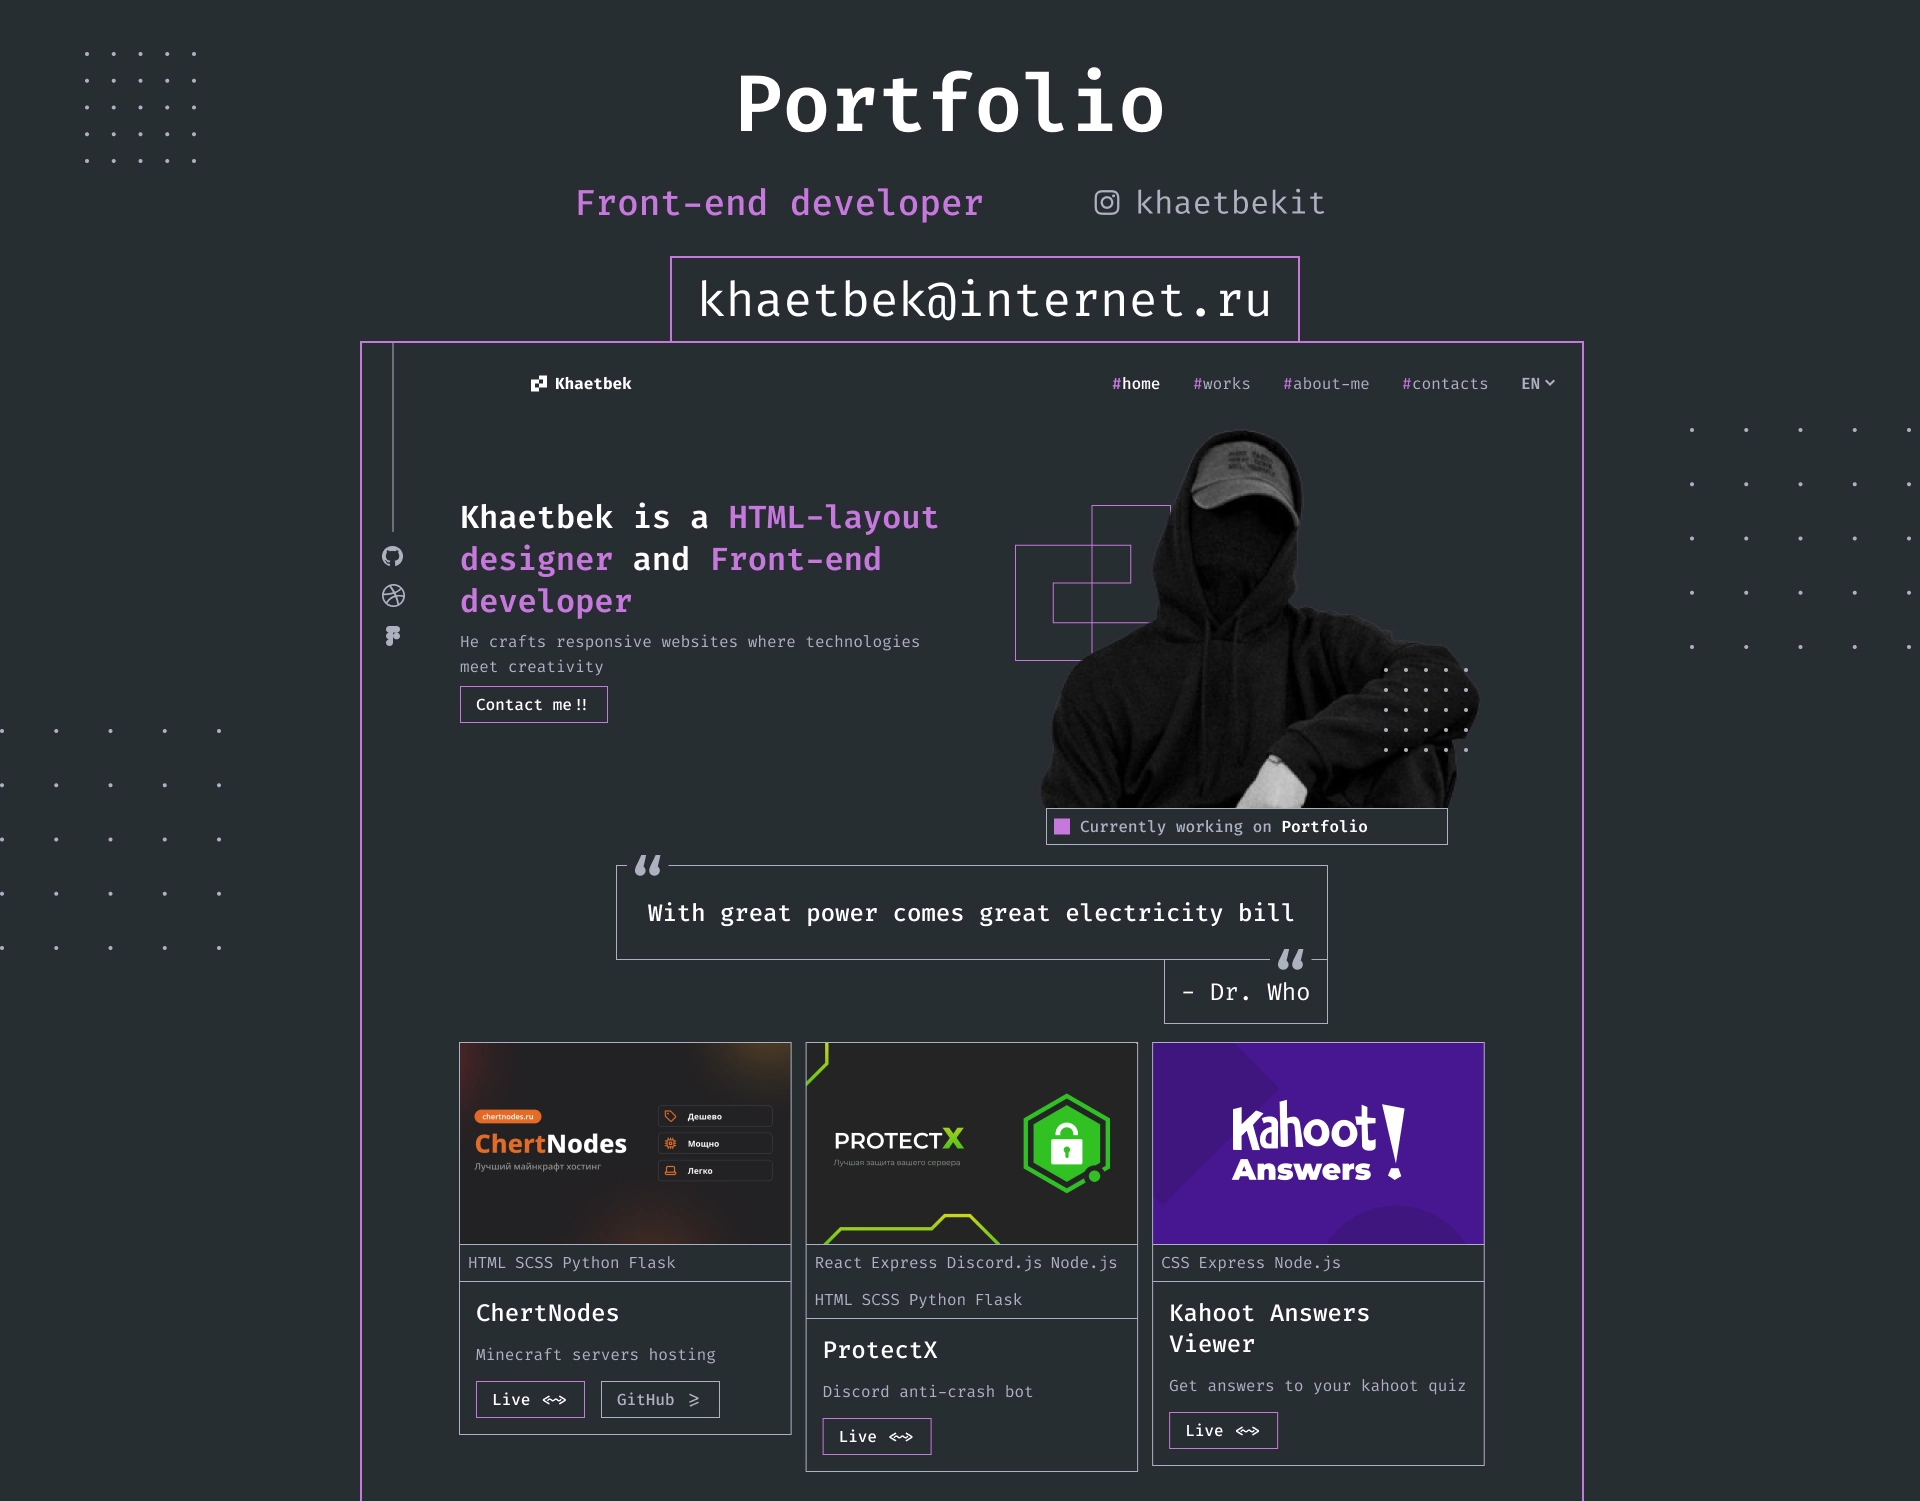 Portfolio
Front-end developer
khaetbekit
khaetbek@internet.ru
Khaetbek
#home
#works
#about-me
#contacts
EN
Khaetbek is a HTML-layout
designer and Front-end
developer
He crafts responsive websites where technologies
meet creativity
Contact me!!
Currently working on Portfolio
With great power comes great electricity bill
- Dr. Who
chertnodes.ru
ChertNodes
Лучший майнкрафт хостинг
Дешево
Мощно
Легко
HTML SCSS Python Flask
ChertNodes
Minecraft servers hosting
Live <~>
GitHub >=
PROTECTX
Лучшая защита вашего сервера
React Express Discord.js Node.js
HTML SCSS Python Flask
ProtectX
Discord anti-crash bot
Live <~>
Kahoot!
Answers
CSS Express Node.js
Kahoot Answers
Viewer
Get answers to your kahoot quiz
Live <~>